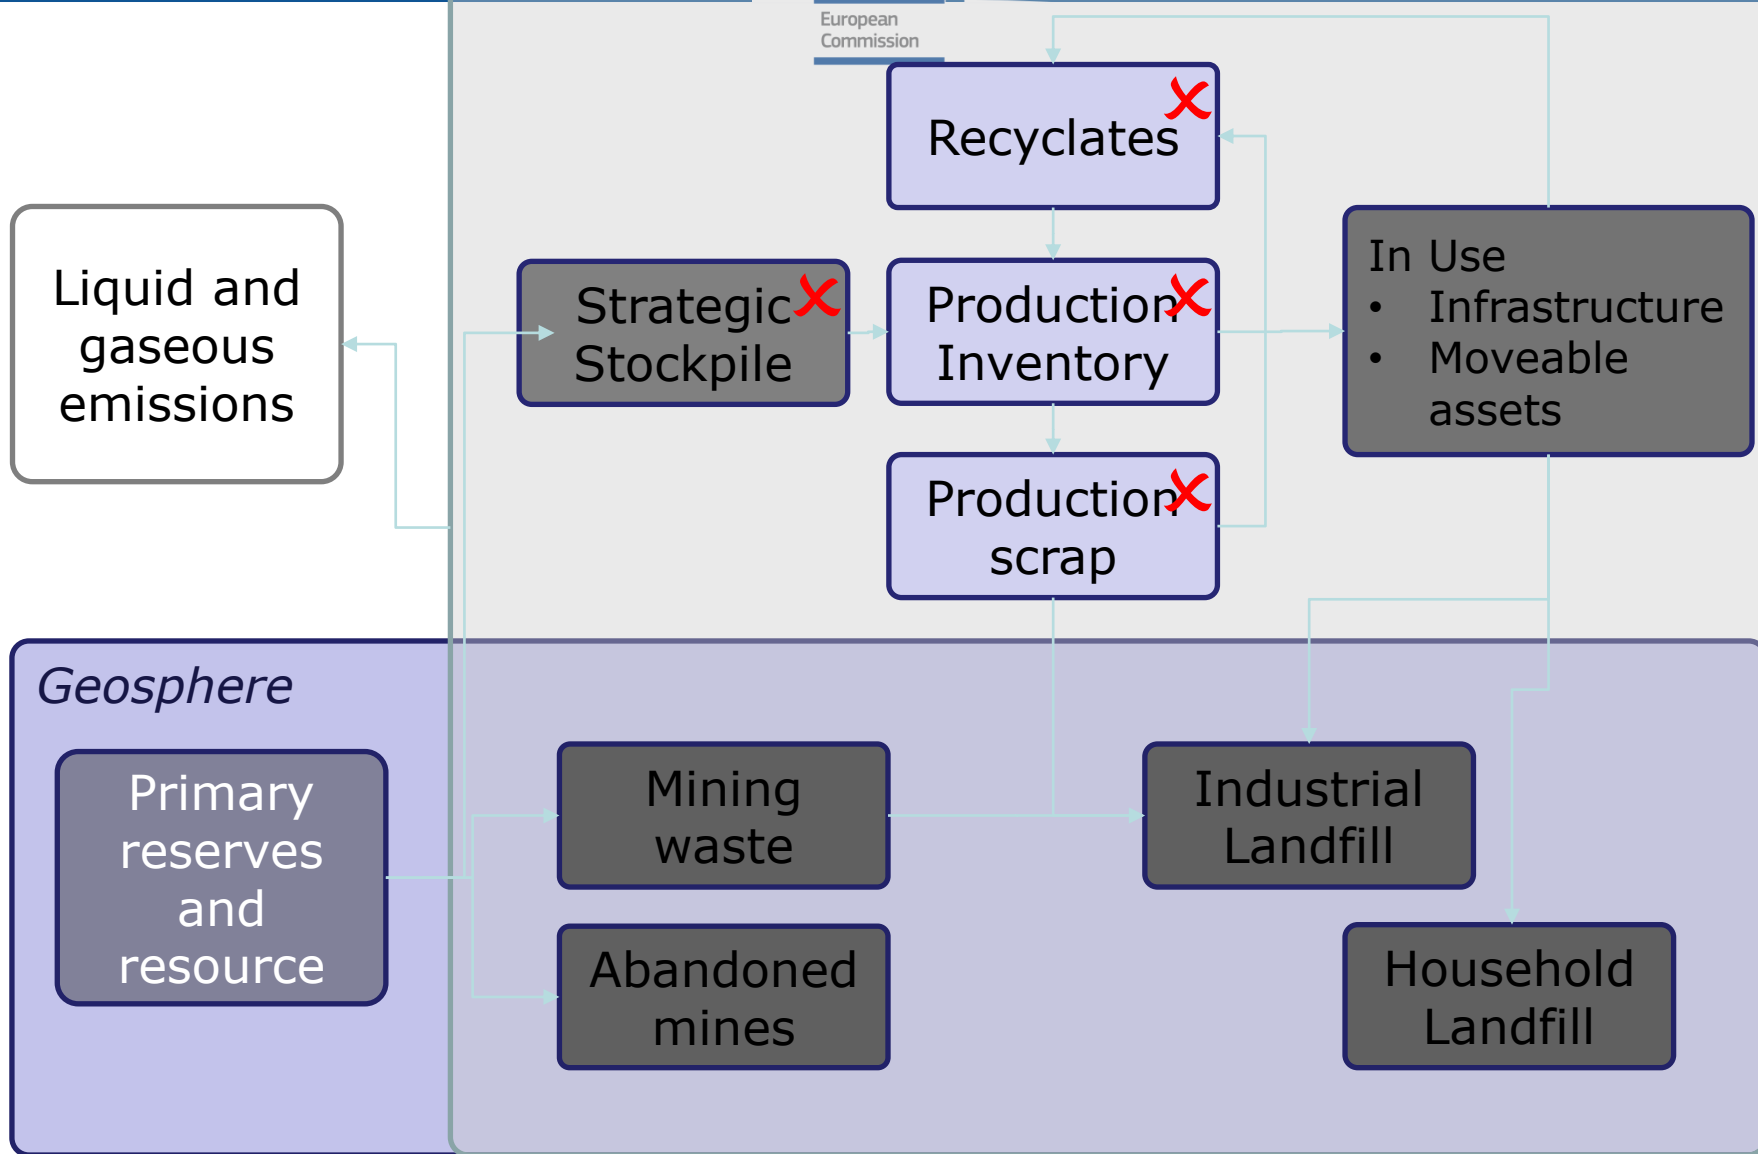 European
Commission
Recyclates
Liquid and
gaseous
emissions
Strategic
Stockpile
Production
Inventory
In Use
• Infrastructure
• Moveable
assets
Production
scrap
Geosphere
Primary
reserves
and
resource
Mining
waste
Industrial
Landfill
Abandoned
mines
Household
Landfill